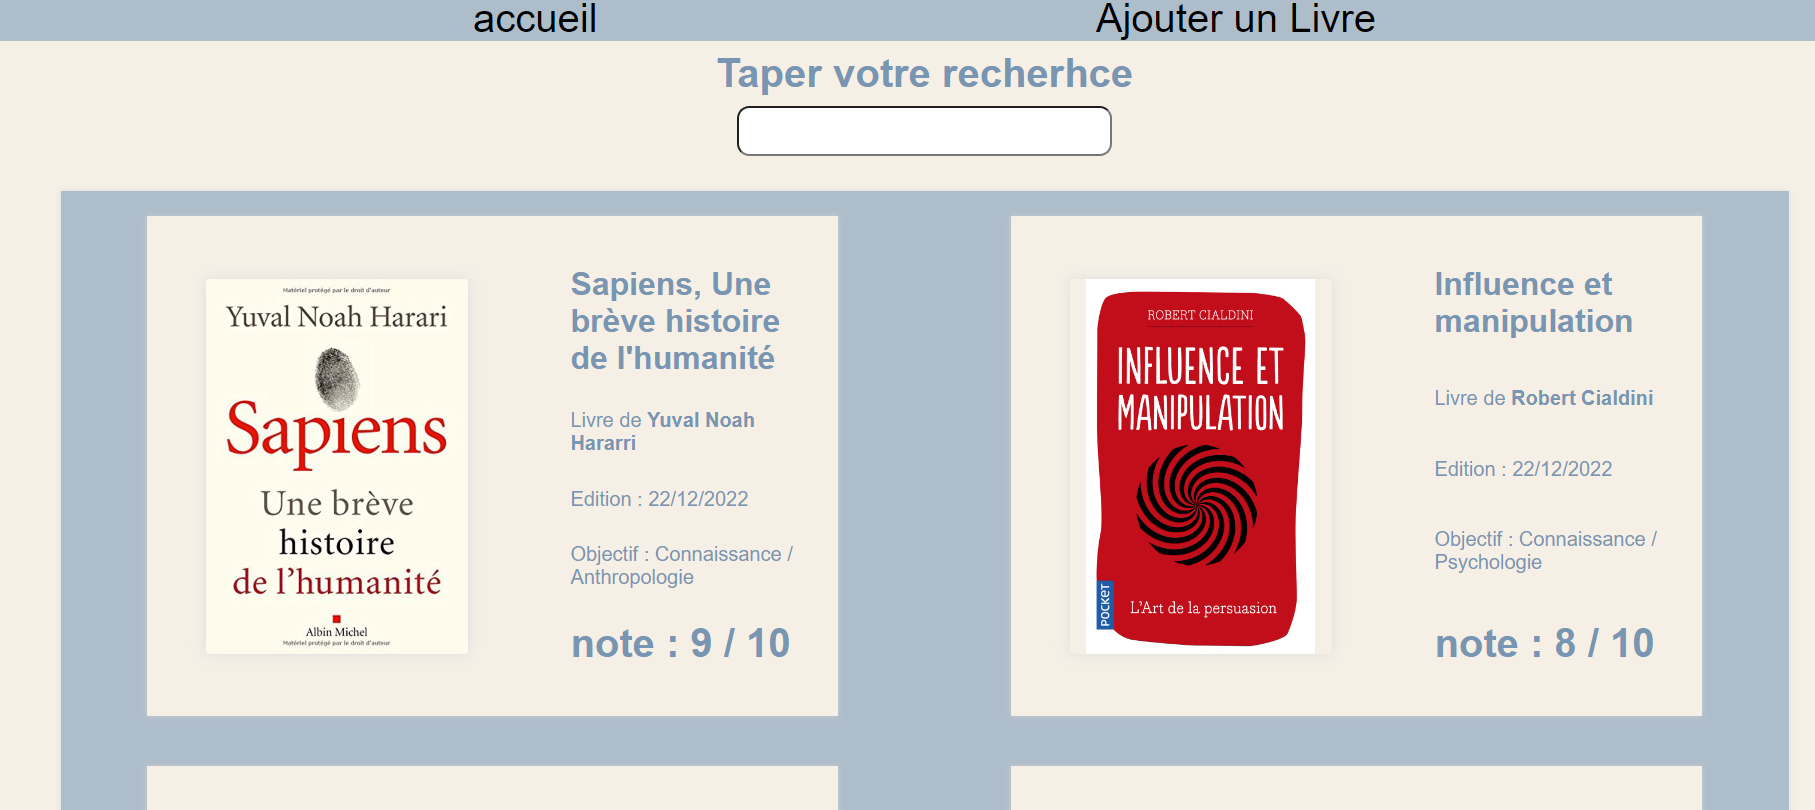 accueil
Ajouter un Livre
Taper votre recherhce
Matériel protégé par le droit d'auteur
Yuval Noah Harari
Sapiens
Une brève
histoire
de l'humanité
Albin Michel
Matériel protégé par le droit d'auteur
Sapiens, Une
brève histoire
de l'humanité
Livre de Yuval Noah
Hararri
Edition : 22/12/2022
Objectif : Connaissance /
Anthropologie
note : 9 / 10
ROBERT CIALDINI
INFLUENCE ET
MANIPULATION
POCKET
L'Art de la persuasion
Influence et
manipulation
Livre de Robert Cialdini
Edition : 22/12/2022
Objectif : Connaissance /
Psychologie
note : 8 / 10